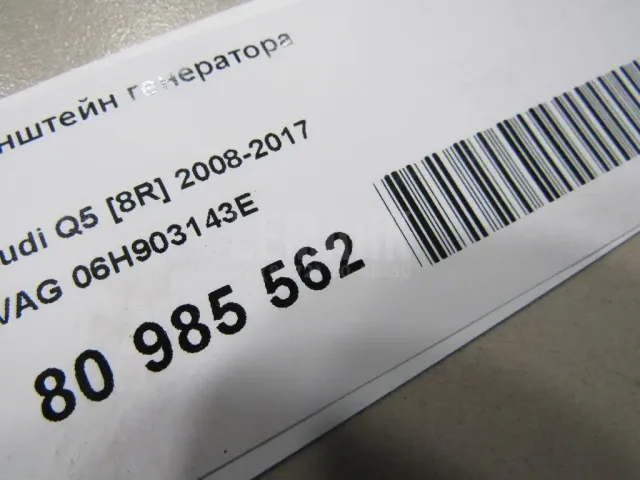 нштейн генератора
udi Q5 [8R] 2008-2017
VAG 06H903143E
80 985 562